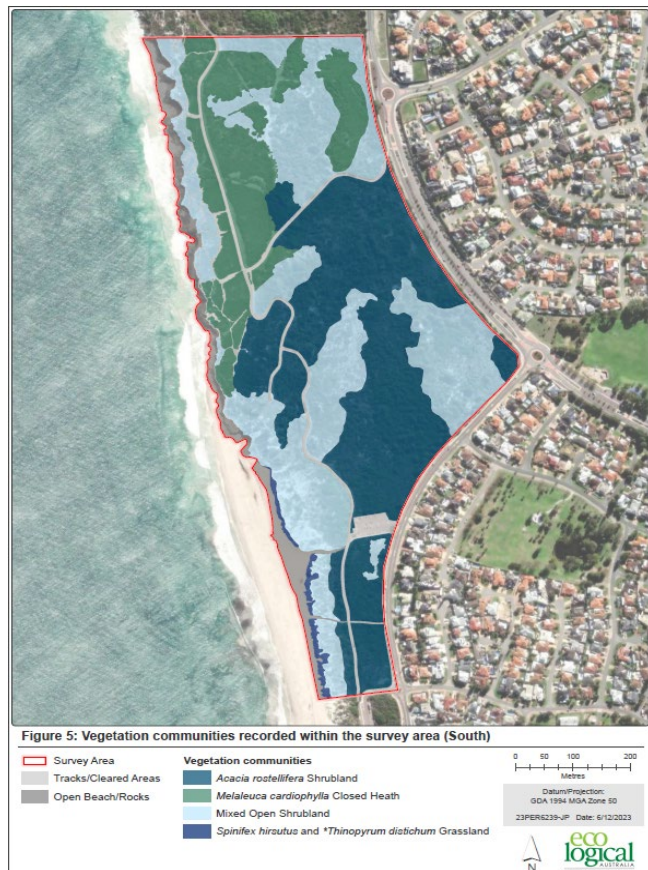 Figure 5: Vegetation communities recorded within the survey area (South)
Survey Area
Tracks/Cleared Areas
Open Beach/Rocks
Vegetation communities
Acacia rostellifera Shrubland
Melaleuca cardiophylla Closed Heath
Mixed Open Shrubland
Spinifex hirsutus and *Thinopyrum distichum Grassland
0 50 100 200
Metres
Datum/Projection:
GDA 1994 MGA Zone 50
23PER6239-JP Date: 6/12/2023
N
eco
logical
AUSTRALIA